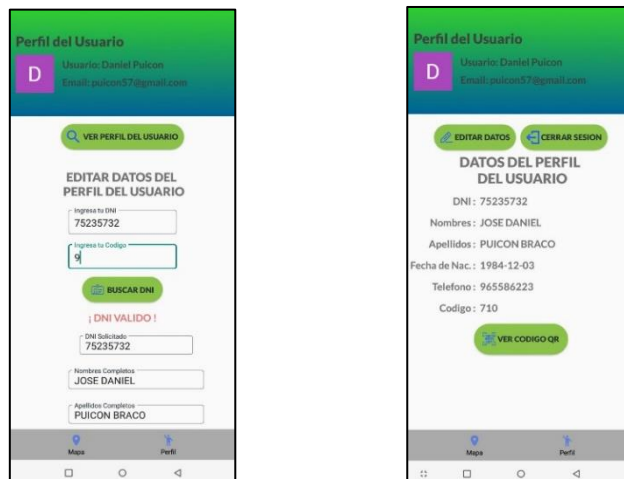 Perfil del Usuario
D
Usuario: Daniel Puicon
Email: puicon57@gmail.com
VER PERFIL DEL USUARIO
EDITAR DATOS DEL
PERFIL DEL USUARIO
Ingresa tu DNI
75235732
Ingresa tu Codigo
9
BUSCAR DNI
¡ DNI VALIDO !
DNI Solicitado
75235732
Nombres Completos
JOSE DANIEL
Apellidos Completos
PUICON BRACO
Mapa Perfil
Perfil del Usuario
D
Usuario: Daniel Puicon
Email: puicon57@gmail.com
EDITAR DATOS CERRAR SESION
DATOS DEL PERFIL
DEL USUARIO
DNI : 75235732
Nombres : JOSE DANIEL
Apellidos : PUICON BRACO
Fecha de Nac. : 1984-12-03
Telefono : 965586223
Codigo : 710
VER CODIGO QR
Mapa Perfil